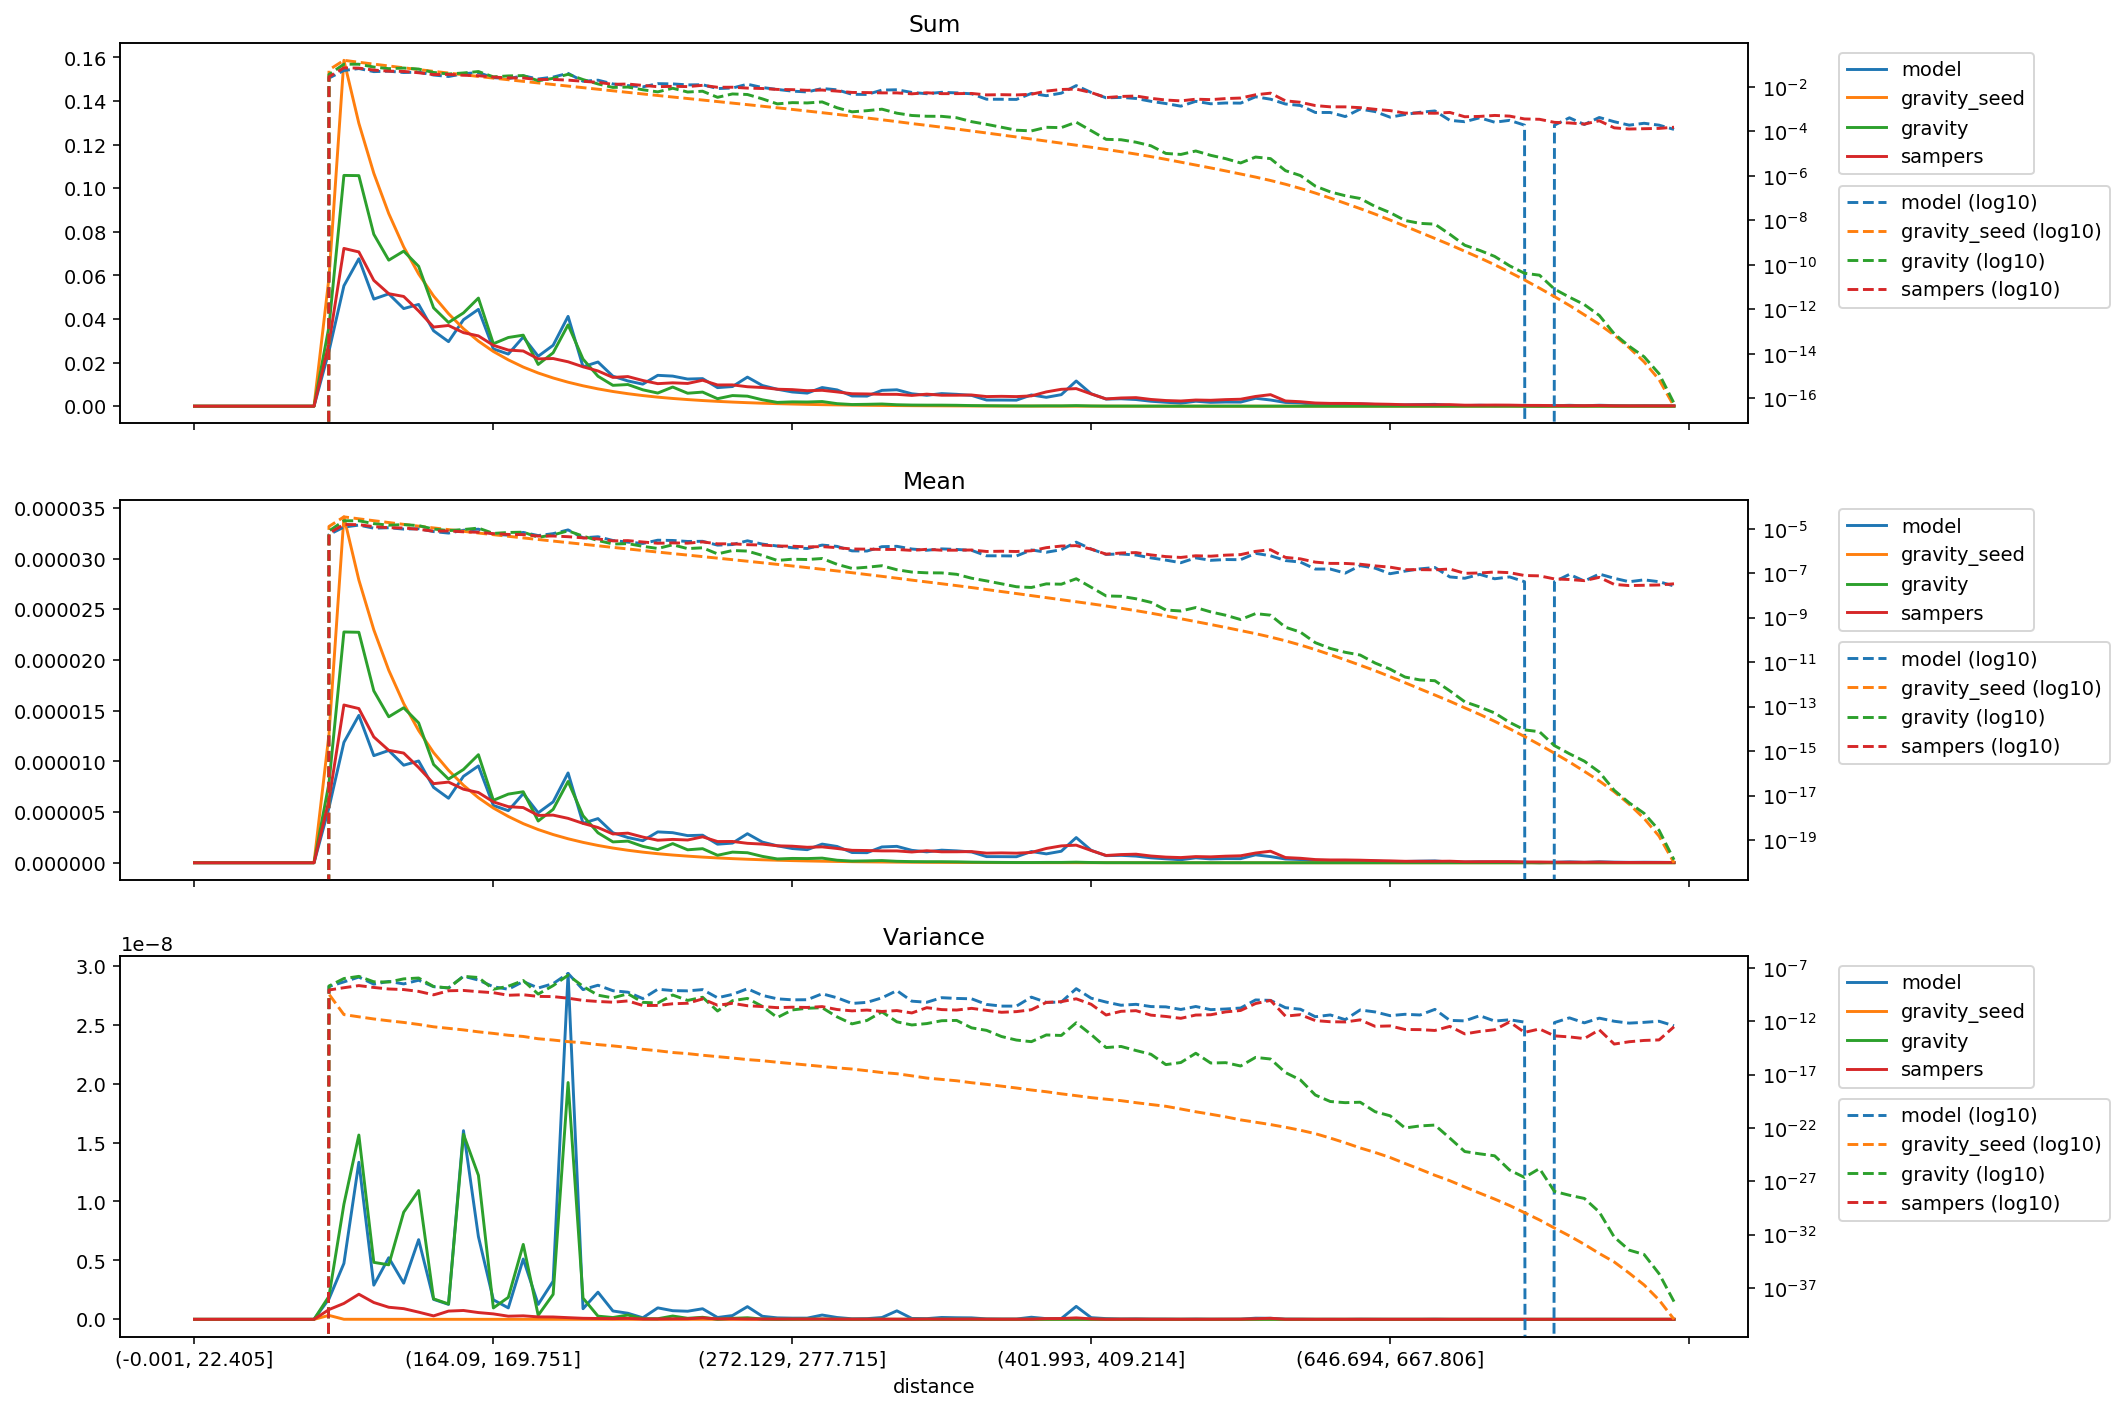 Sum
0.16
0.14
0.12
0.10
0.08
0.06
0.04
0.02
0.00
10⁻²
10⁻⁴
10⁻⁶
10⁻⁸
10⁻¹⁰
10⁻¹²
10⁻¹⁴
10⁻¹⁶
model
gravity_seed
gravity
sampers
model (log10)
gravity_seed (log10)
gravity (log10)
sampers (log10)
Mean
0.000035
0.000030
0.000025
0.000020
0.000015
0.000010
0.000005
0.000000
10⁻⁵
10⁻⁷
10⁻⁹
10⁻¹¹
10⁻¹³
10⁻¹⁵
10⁻¹⁷
10⁻¹⁹
model
gravity_seed
gravity
sampers
model (log10)
gravity_seed (log10)
gravity (log10)
sampers (log10)
Variance
1e−8
3.0
2.5
2.0
1.5
1.0
0.5
0.0
10⁻⁷
10⁻¹²
10⁻¹⁷
10⁻²²
10⁻²⁷
10⁻³²
10⁻³⁷
model
gravity_seed
gravity
sampers
model (log10)
gravity_seed (log10)
gravity (log10)
sampers (log10)
(-0.001, 22.405] (164.09, 169.751] (272.129, 277.715] (401.993, 409.214] (646.694, 667.806]
distance